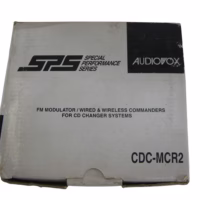 SPS SPECIAL PERFORMANCE SERIES
AUDIOVOX
FM MODULATOR / WIRED & WIRELESS COMMANDERS
FOR CD CHANGER SYSTEMS
CDC-MCR2